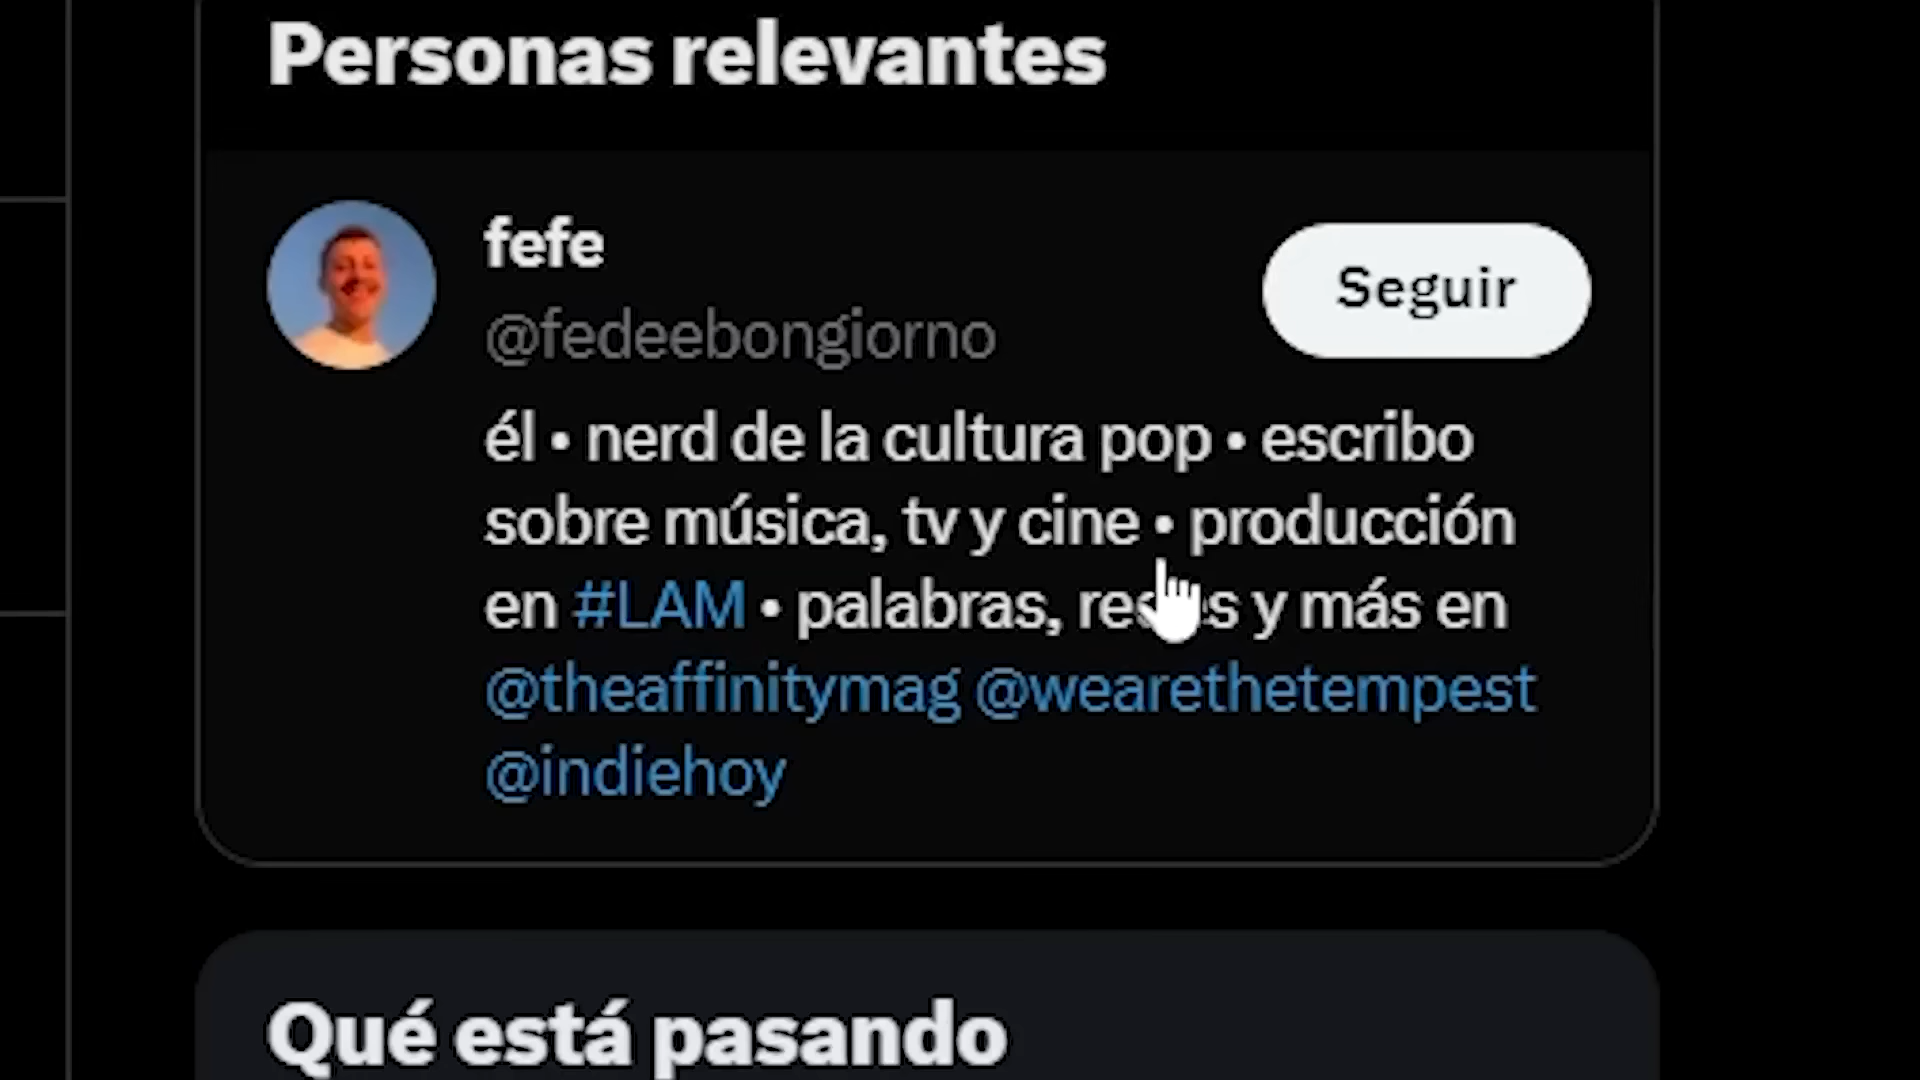 Personas relevantes
fefe
Seguir
@fedeebongiorno
él • nerd de la cultura pop • escribo
sobre música, tv y cine • producción
en #LAM • palabras, redes y más en
@theaffinitymag @wearethetempest
@indiehoy
Qué está pasando